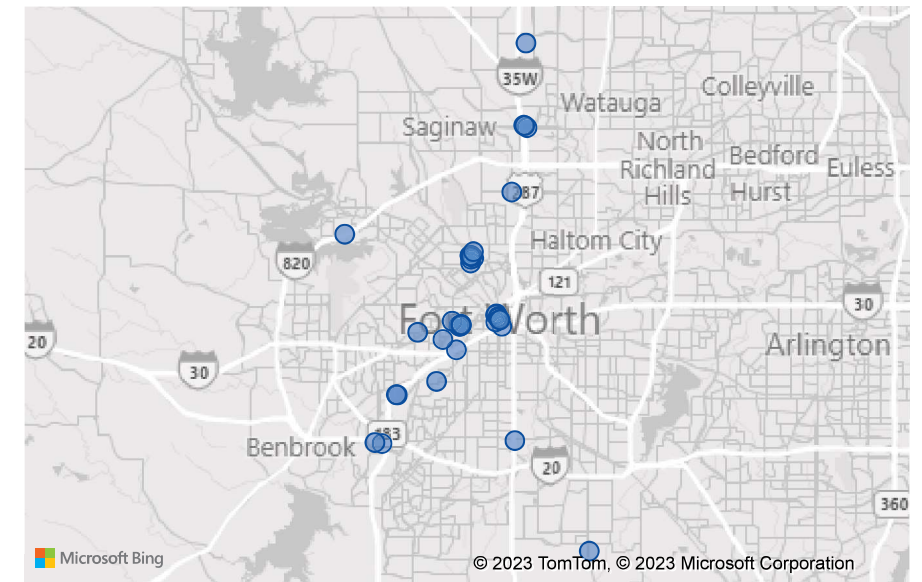 35W
Colleyville
Watauga
Saginaw
North
Richland
Hills
Bedford
Euless
Hurst
287
Haltom City
820
121
30
Fort Worth
20
Arlington
30
183
Benbrook
20
360
Microsoft Bing
© 2023 TomTom, © 2023 Microsoft Corporation